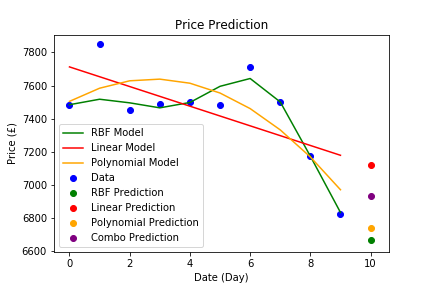 Price Prediction
7800
7600
7400
7200
7000
6800
6600
Price (£)
RBF Model
Linear Model
Polynomial Model
Data
RBF Prediction
Linear Prediction
Polynomial Prediction
Combo Prediction
0 2 4 6 8 10
Date (Day)